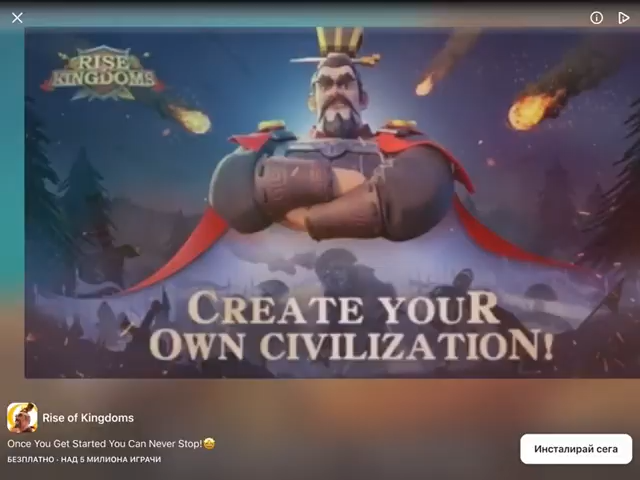 RISE
OF
KINGDOMS
CREATE YOUR
OWN CIVILIZATION!
Rise of Kingdoms
Once You Get Started You Can Never Stop!🤩
БЕЗПЛАТНО · НАД 5 МИЛИОНА ИГРАЧИ
Инсталирай сега